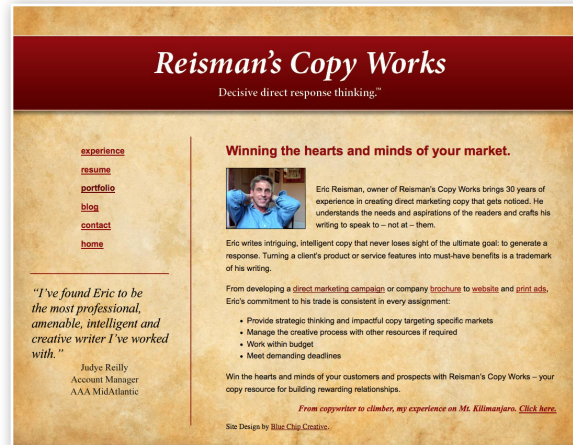 Reisman's Copy Works
Decisive direct response thinking.™
experience
resume
portfolio
blog
contact
home
“I've found Eric to be
the most professional,
amenable, intelligent and
creative writer I've worked
with.”
Judye Reilly
Account Manager
AAA MidAtlantic
Winning the hearts and minds of your market.
Eric Reisman, owner of Reisman's Copy Works brings 30 years of
experience in creating direct marketing copy that gets noticed. He
understands the needs and aspirations of the readers and crafts his
writing to speak to – not at – them.
Eric writes intriguing, intelligent copy that never loses sight of the ultimate goal: to generate a
response. Turning a client's product or service features into must-have benefits is a trademark
of his writing.
From developing a direct marketing campaign or company brochure to website and print ads,
Eric's commitment to his trade is consistent in every assignment:
• Provide strategic thinking and impactful copy targeting specific markets
• Manage the creative process with other resources if required
• Work within budget
• Meet demanding deadlines
Win the hearts and minds of your customers and prospects with Reisman's Copy Works – your
copy resource for building rewarding relationships.
From copywriter to climber, my experience on Mt. Kilimanjaro. Click here.
Site Design by Blue Chip Creative.